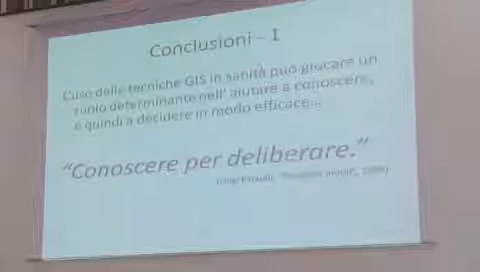 Conclusioni – 1
L'uso delle tecniche GIS in sanità può giocare un
ruolo determinante nell' aiutare a conoscere,
e quindi a decidere in modo efficace...
"Conoscere per deliberare."